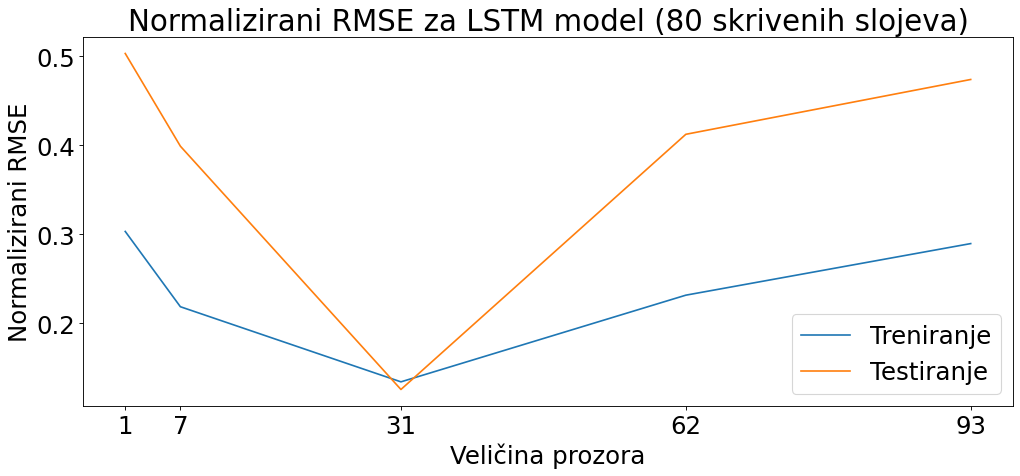 Normalizirani RMSE za LSTM model (80 skrivenih slojeva)
Normalizirani RMSE
0.5
0.4
0.3
0.2
Treniranje
Testiranje
1 7 31 62 93
Veličina prozora